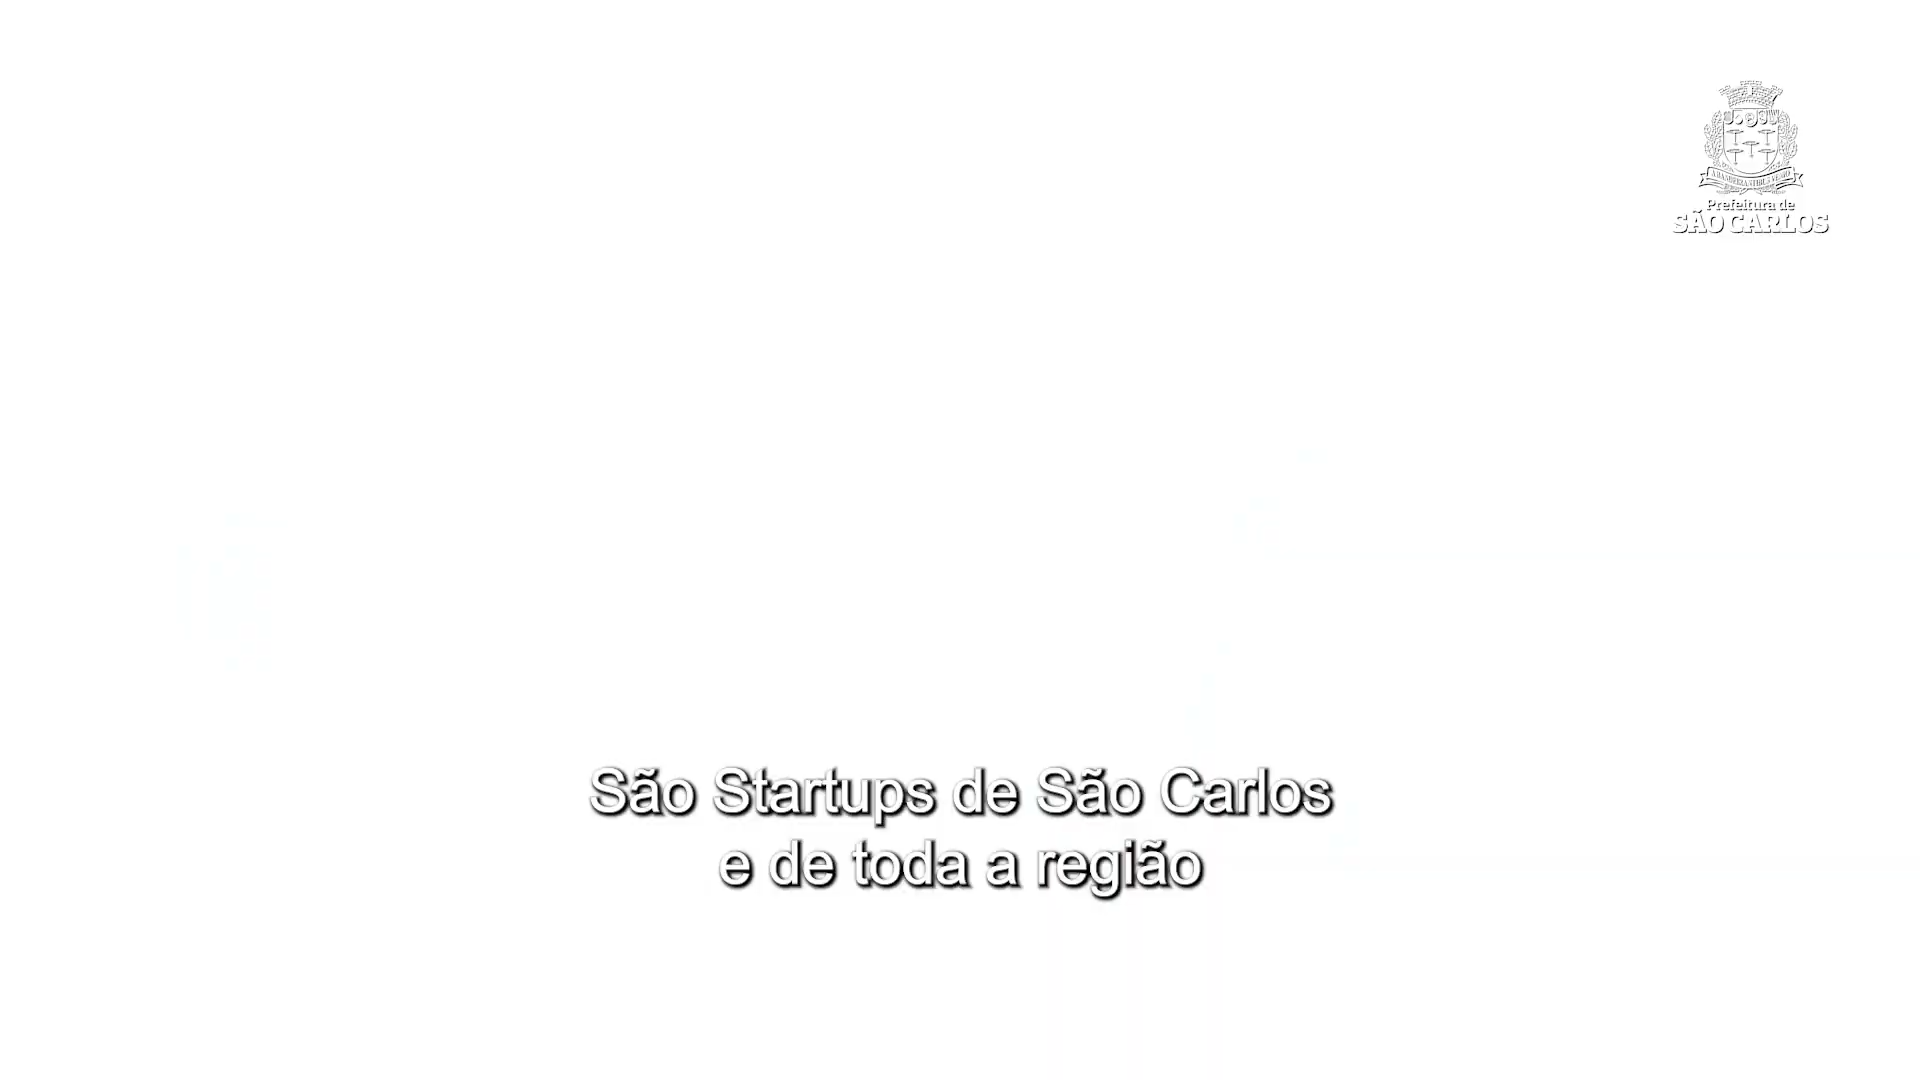 Prefeitura de
SÃO CARLOS
São Startups de São Carlos
e de toda a região